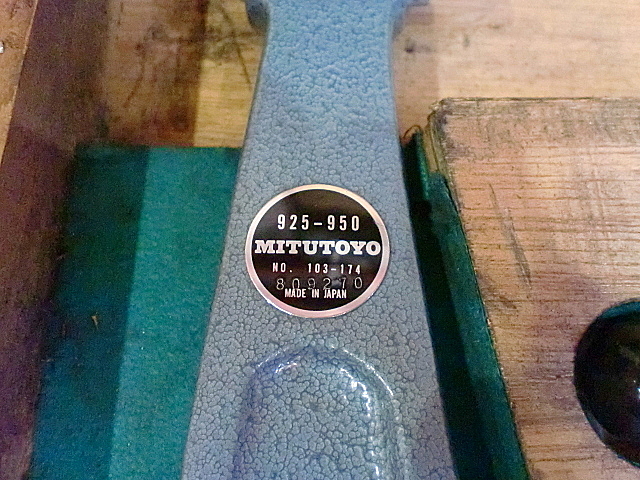 925-950
MITUTOYO
NO. 103-174
809270
MADE IN JAPAN